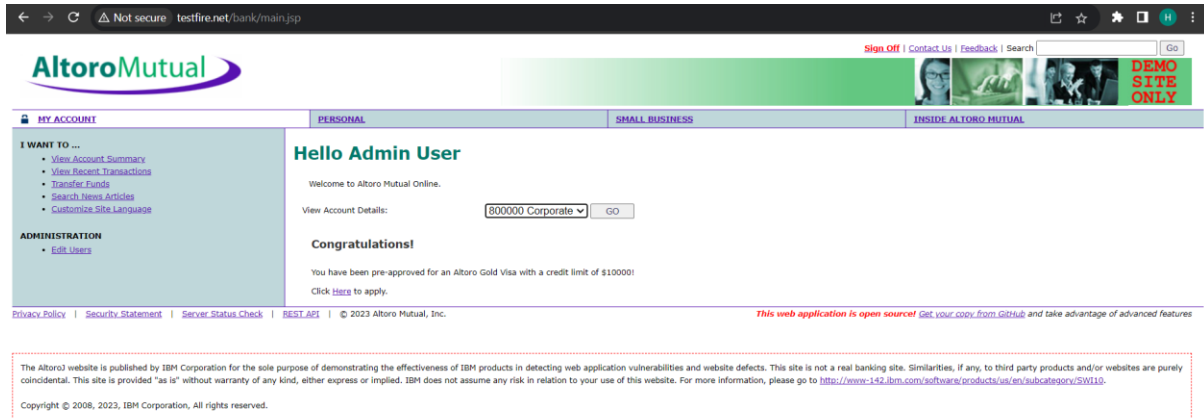 Not secure testfire.net/bank/main.jsp
H
Sign Off | Contact Us | Feedback | Search Go
AltoroMutual
DEMO
SITE
ONLY
MY ACCOUNT PERSONAL SMALL BUSINESS INSIDE ALTORO MUTUAL
I WANT TO ...
View Account Summary
View Recent Transactions
Transfer Funds
Search News Articles
Customize Site Language
ADMINISTRATION
Edit Users
Hello Admin User
Welcome to Altoro Mutual Online.
View Account Details: 800000 Corporate GO
Congratulations!
You have been pre-approved for an Altoro Gold Visa with a credit limit of $10000!
Click Here to apply.
Privacy Policy | Security Statement | Server Status Check | REST API | © 2023 Altoro Mutual, Inc. This web application is open source! Get your copy from GitHub and take advantage of advanced features
The AltoroJ website is published by IBM Corporation for the sole purpose of demonstrating the effectiveness of IBM products in detecting web application vulnerabilities and website defects. This site is not a real banking site. Similarities, if any, to third party products and/or websites are purely
coincidental. This site is provided "as is" without warranty of any kind, either express or implied. IBM does not assume any risk in relation to your use of this website. For more information, please go to http://www-142.ibm.com/software/products/us/en/subcategory/SWI10.
Copyright © 2008, 2023, IBM Corporation, All rights reserved.